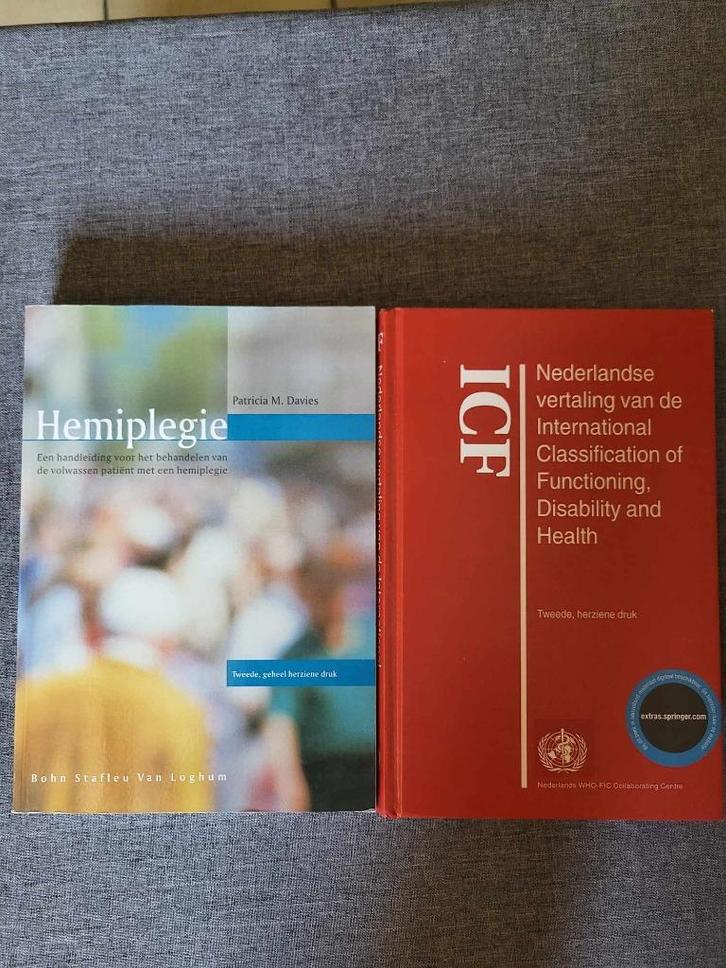 Patricia M. Davies
Hemiplegie
Een handleiding voor het behandelen van
de volwassen patiënt met een hemiplegie
Tweede, geheel herziene druk
Bohn Stafleu Van Loghum
ICF
Nederlandse
vertaling van de
International
Classification of
Functioning,
Disability and
Health
Tweede, herziene druk
extras.springer.com
Nederlands WHO-FIC Collaborating Centre